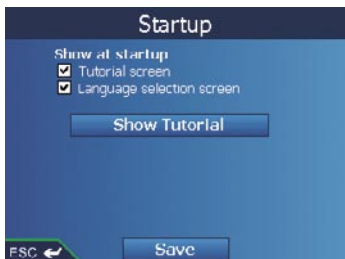 Startup
Show at startup
Tutorial screen
Language selection screen
Show Tutorial
ESC
Save